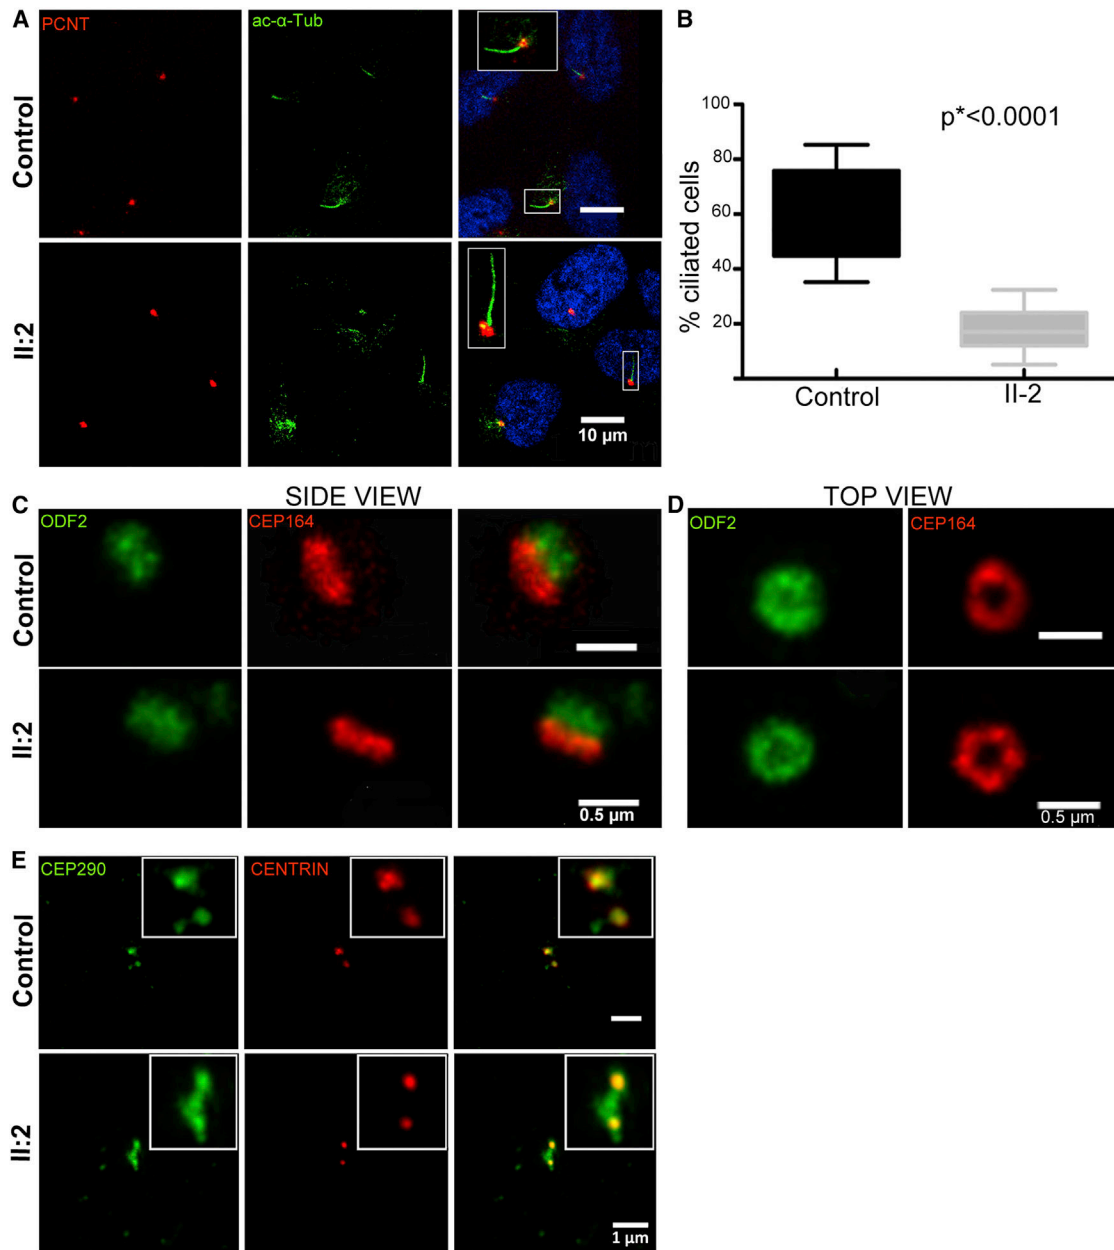 A
PCNT
ac-α-Tub
Control
II:2
10 µm
B
p*<0.0001
% ciliated cells
100
80
60
40
20
Control
II-2
C
SIDE VIEW
ODF2
CEP164
Control
II:2
0.5 µm
D
TOP VIEW
ODF2
CEP164
0.5 µm
E
CEP290
CENTRIN
Control
II:2
1 µm